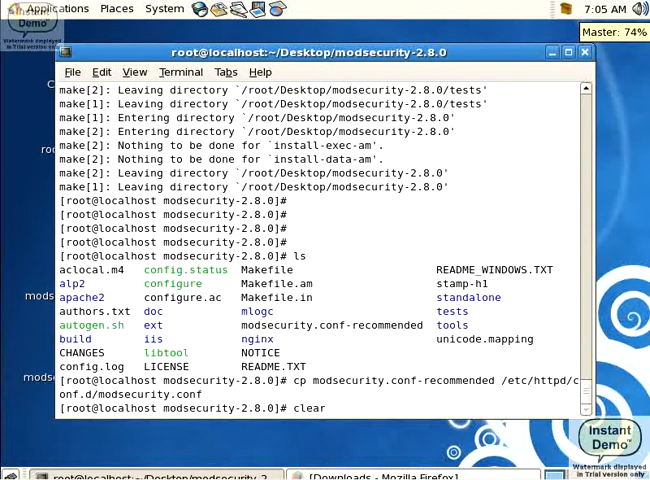 Applications Places System
7:05 AM
Instant
Demo
Watermark displayed
in Trial version only
Master: 74%
root@localhost:~/Desktop/modsecurity-2.8.0
File Edit View Terminal Tabs Help
make[2]: Leaving directory `/root/Desktop/modsecurity-2.8.0/tests'
make[1]: Leaving directory `/root/Desktop/modsecurity-2.8.0/tests'
make[1]: Entering directory `/root/Desktop/modsecurity-2.8.0'
make[2]: Entering directory `/root/Desktop/modsecurity-2.8.0'
make[2]: Nothing to be done for `install-exec-am'.
make[2]: Nothing to be done for `install-data-am'.
make[2]: Leaving directory `/root/Desktop/modsecurity-2.8.0'
make[1]: Leaving directory `/root/Desktop/modsecurity-2.8.0'
[root@localhost modsecurity-2.8.0]#
[root@localhost modsecurity-2.8.0]#
[root@localhost modsecurity-2.8.0]#
[root@localhost modsecurity-2.8.0]#
[root@localhost modsecurity-2.8.0]# ls
aclocal.m4 config.status Makefile README_WINDOWS.TXT
alp2 configure Makefile.am stamp-h1
apache2 configure.ac Makefile.in standalone
authors.txt doc mlogc tests
autogen.sh ext modsecurity.conf-recommended tools
build iis nginx unicode.mapping
CHANGES libtool NOTICE
config.log LICENSE README.TXT
[root@localhost modsecurity-2.8.0]# cp modsecurity.conf-recommended /etc/httpd/c
onf.d/modsecurity.conf
[root@localhost modsecurity-2.8.0]# clear
C
roo
mods
mods
Instant
Demo™
Watermark displayed
in Trial version only
root@localhost:~/Desktop/modsecurity-2
[Downloads - Mozilla Firefox]